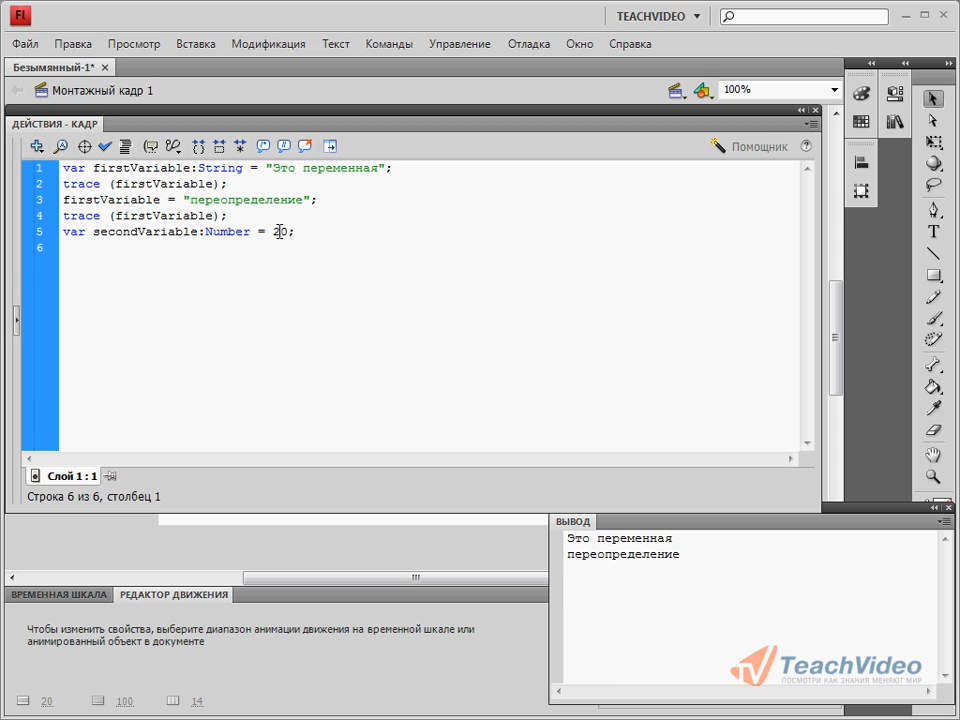 Fl
TEACHVIDEO
Файл Правка Просмотр Вставка Модификация Текст Команды Управление Отладка Окно Справка
Безымянный-1*
Монтажный кадр 1
100%
ДЕЙСТВИЯ - КАДР
Помощник
1 var firstVariable:String = "Это переменная";
2 trace (firstVariable);
3 firstVariable = "переопределение";
4 trace (firstVariable);
5 var secondVariable:Number = 20;
6
Слой 1 : 1
Строка 6 из 6, столбец 1
ВЫВОД
Это переменная
переопределение
ВРЕМЕННАЯ ШКАЛА РЕДАКТОР ДВИЖЕНИЯ
Чтобы изменить свойства, выберите диапазон анимации движения на временной шкале или
анимированный объект в документе
20 100 14
TeachVideo
ПОСМОТРИ КАК ЗНАНИЯ МЕНЯЮТ МИР